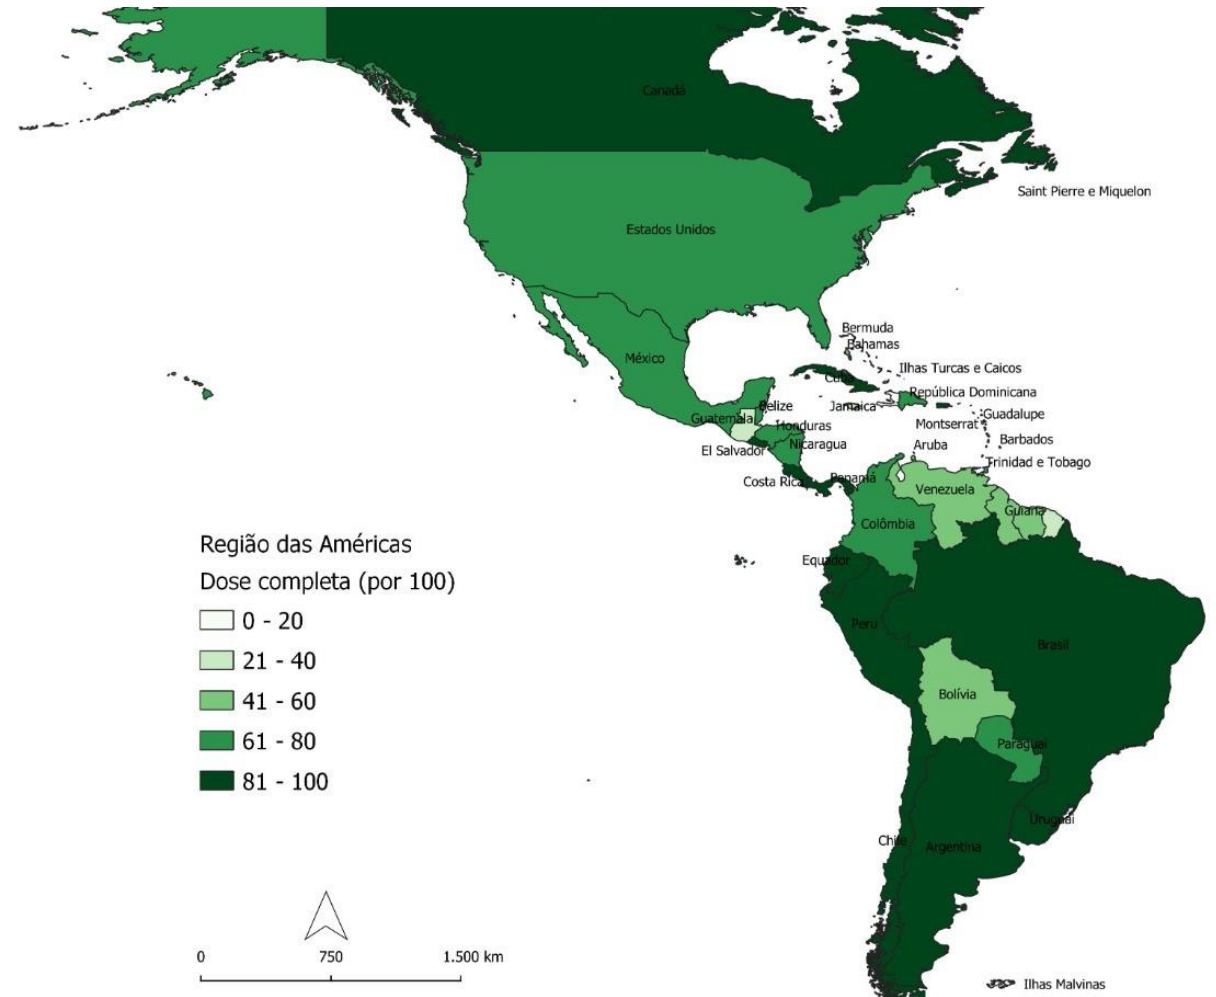 Canadá
Saint Pierre e Miquelon
Estados Unidos
Bermuda
Bahamas
México
Ilhas Turcas e Caicos
Cuba
República Dominicana
Belize
Jamaica
Guadalupe
Guatemala
Montserrat
Honduras
Barbados
Nicaragua
Aruba
El Salvador
Trinidad e Tobago
Costa Rica
Panamá
Venezuela
Guiana
Colômbia
Equador
Peru
Brasil
Bolívia
Paraguai
Uruguai
Chile
Argentina
Ilhas Malvinas
Região das Américas
Dose completa (por 100)
0 - 20
21 - 40
41 - 60
61 - 80
81 - 100
0 750 1.500 km